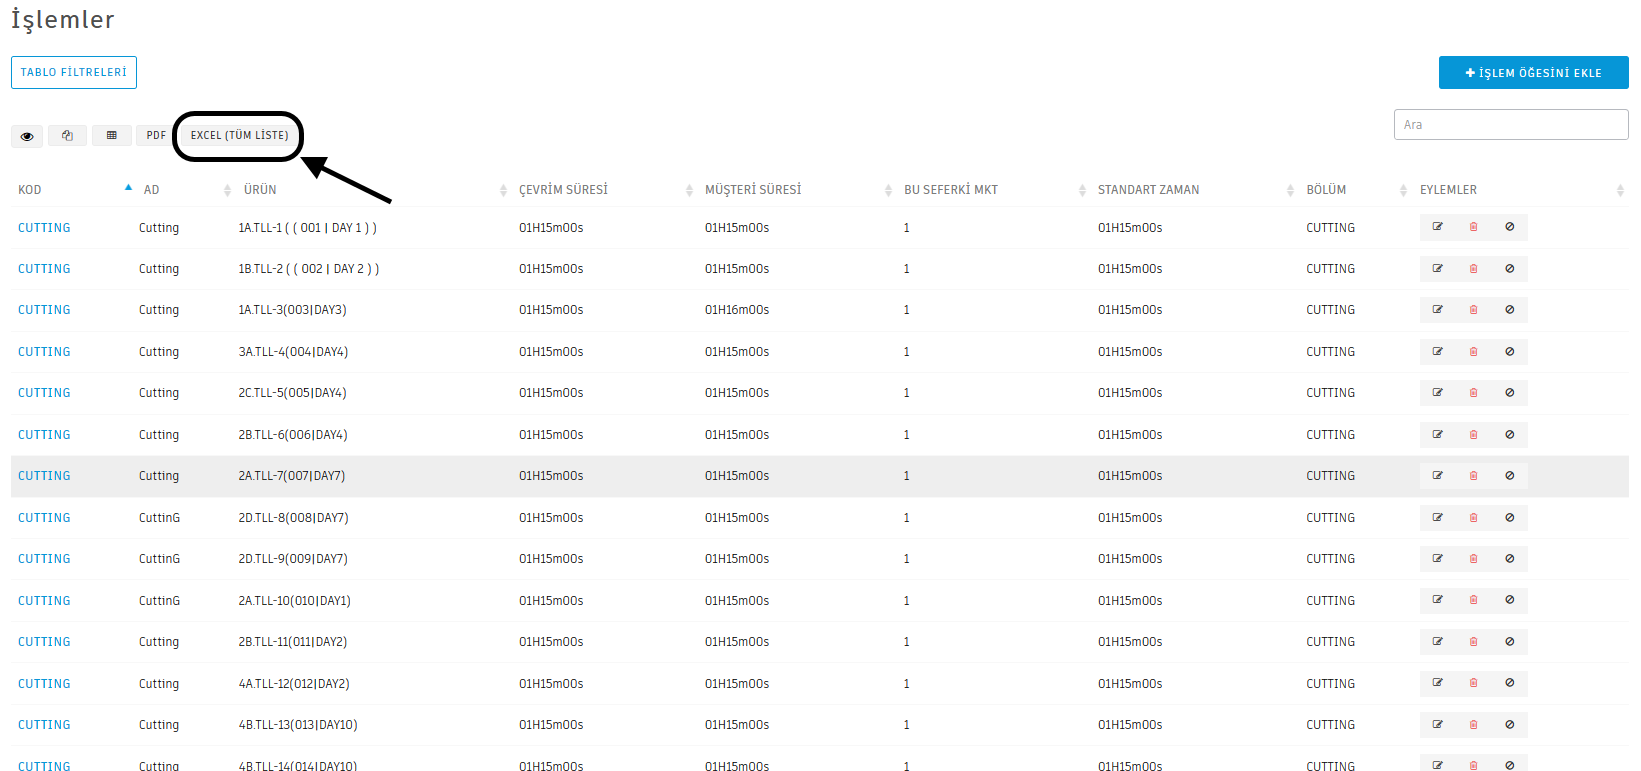 İşlemler
TABLO FİLTRELERİ
İŞLEM ÖĞESİNİ EKLE
Ara
PDF EXCEL (TÜM LİSTE)
KOD AD ÜRÜN ÇEVRİM SÜRESİ MÜŞTERİ SÜRESİ BU SEFERKİ MKT STANDART ZAMAN BÖLÜM EYLEMLER
CUTTING Cutting 1A.TLL-1 ( ( 001 | DAY 1 ) ) 01H15m00s 01H15m00s 1 01H15m00s CUTTING
CUTTING Cutting 1B.TLL-2 ( ( 002 | DAY 2 ) ) 01H15m00s 01H15m00s 1 01H15m00s CUTTING
CUTTING Cutting 1A.TLL-3(003|DAY3) 01H15m00s 01H16m00s 1 01H15m00s CUTTING
CUTTING Cutting 3A.TLL-4(004|DAY4) 01H15m00s 01H15m00s 1 01H15m00s CUTTING
CUTTING Cutting 2C.TLL-5(005|DAY4) 01H15m00s 01H15m00s 1 01H15m00s CUTTING
CUTTING Cutting 2B.TLL-6(006|DAY4) 01H15m00s 01H15m00s 1 01H15m00s CUTTING
CUTTING Cutting 2A.TLL-7(007|DAY7) 01H15m00s 01H15m00s 1 01H15m00s CUTTING
CUTTING CuttinG 2D.TLL-8(008|DAY7) 01H15m00s 01H15m00s 1 01H15m00s CUTTING
CUTTING CuttinG 2D.TLL-9(009|DAY7) 01H15m00s 01H15m00s 1 01H15m00s CUTTING
CUTTING CuttinG 2A.TLL-10(010|DAY1) 01H15m00s 01H15m00s 1 01H15m00s CUTTING
CUTTING Cutting 2B.TLL-11(011|DAY2) 01H15m00s 01H15m00s 1 01H15m00s CUTTING
CUTTING Cutting 4A.TLL-12(012|DAY2) 01H15m00s 01H15m00s 1 01H15m00s CUTTING
CUTTING Cutting 4B.TLL-13(013|DAY10) 01H15m00s 01H15m00s 1 01H15m00s CUTTING
CUTTING Cutting 4B.TLL-14(014|DAY10) 01H15m00s 01H15m00s 1 01H15m00s CUTTING